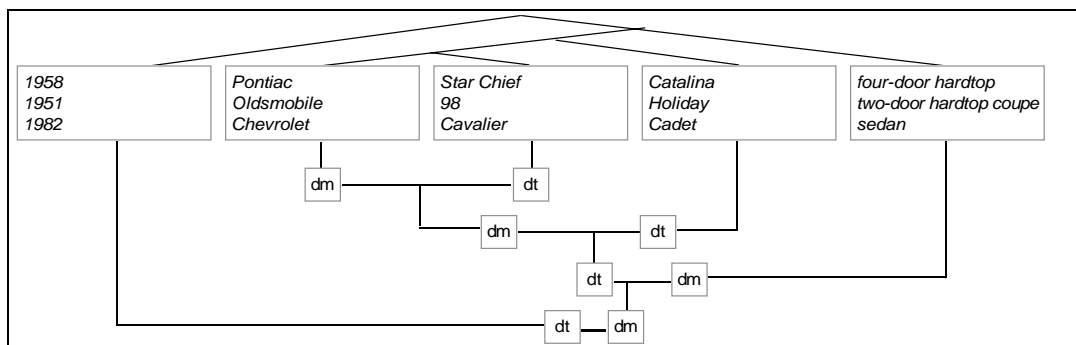 1958
1951
1982
Pontiac
Oldsmobile
Chevrolet
Star Chief
98
Cavalier
Catalina
Holiday
Cadet
four-door hardtop
two-door hardtop coupe
sedan
dm
dt
dm
dt
dt
dm
dt
dm